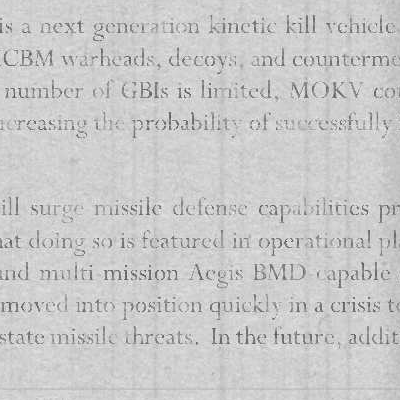 is a next generation kinetic kill vehicle
CBM warheads, decoys, and counterme
number of GBIs is limited, MOKV co
creasing the probability of successfully
ill surge missile defense capabilities pr
at doing so is featured in operational pl
and multi-mission Aegis BMD-capable
moved into position quickly in a crisis t
state missile threats. In the future, addit